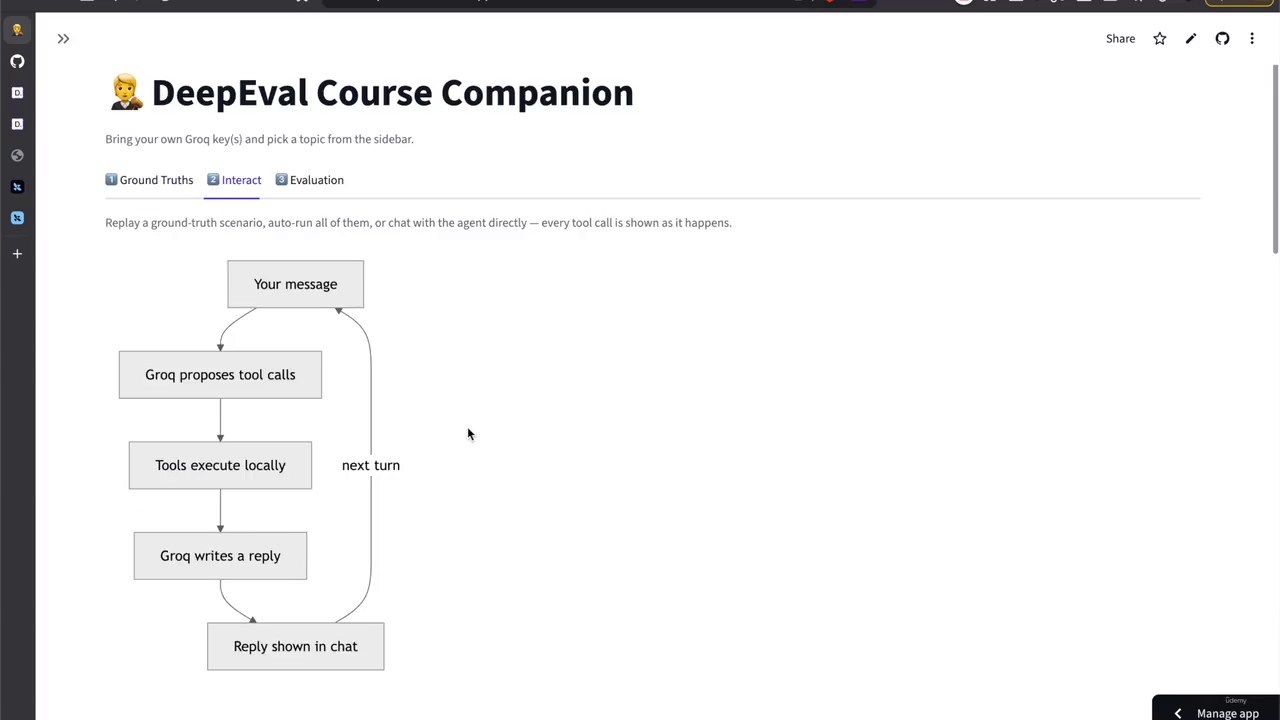 Share
DeepEval Course Companion
Bring your own Groq key(s) and pick a topic from the sidebar.
1 Ground Truths
2 Interact
3 Evaluation
Replay a ground-truth scenario, auto-run all of them, or chat with the agent directly — every tool call is shown as it happens.
Your message
Groq proposes tool calls
Tools execute locally
next turn
Groq writes a reply
Reply shown in chat
ûdemy
Manage app
D.
D